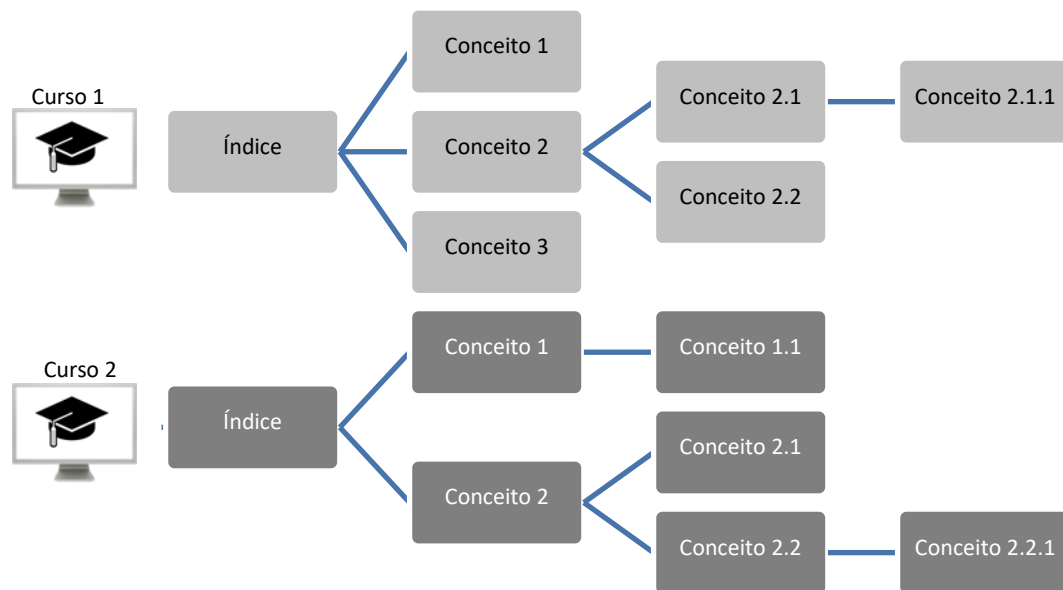 Curso 1
Índice
Conceito 1
Conceito 2
Conceito 3
Conceito 2.1
Conceito 2.2
Conceito 2.1.1
Curso 2
Índice
Conceito 1
Conceito 1.1
Conceito 2
Conceito 2.1
Conceito 2.2
Conceito 2.2.1